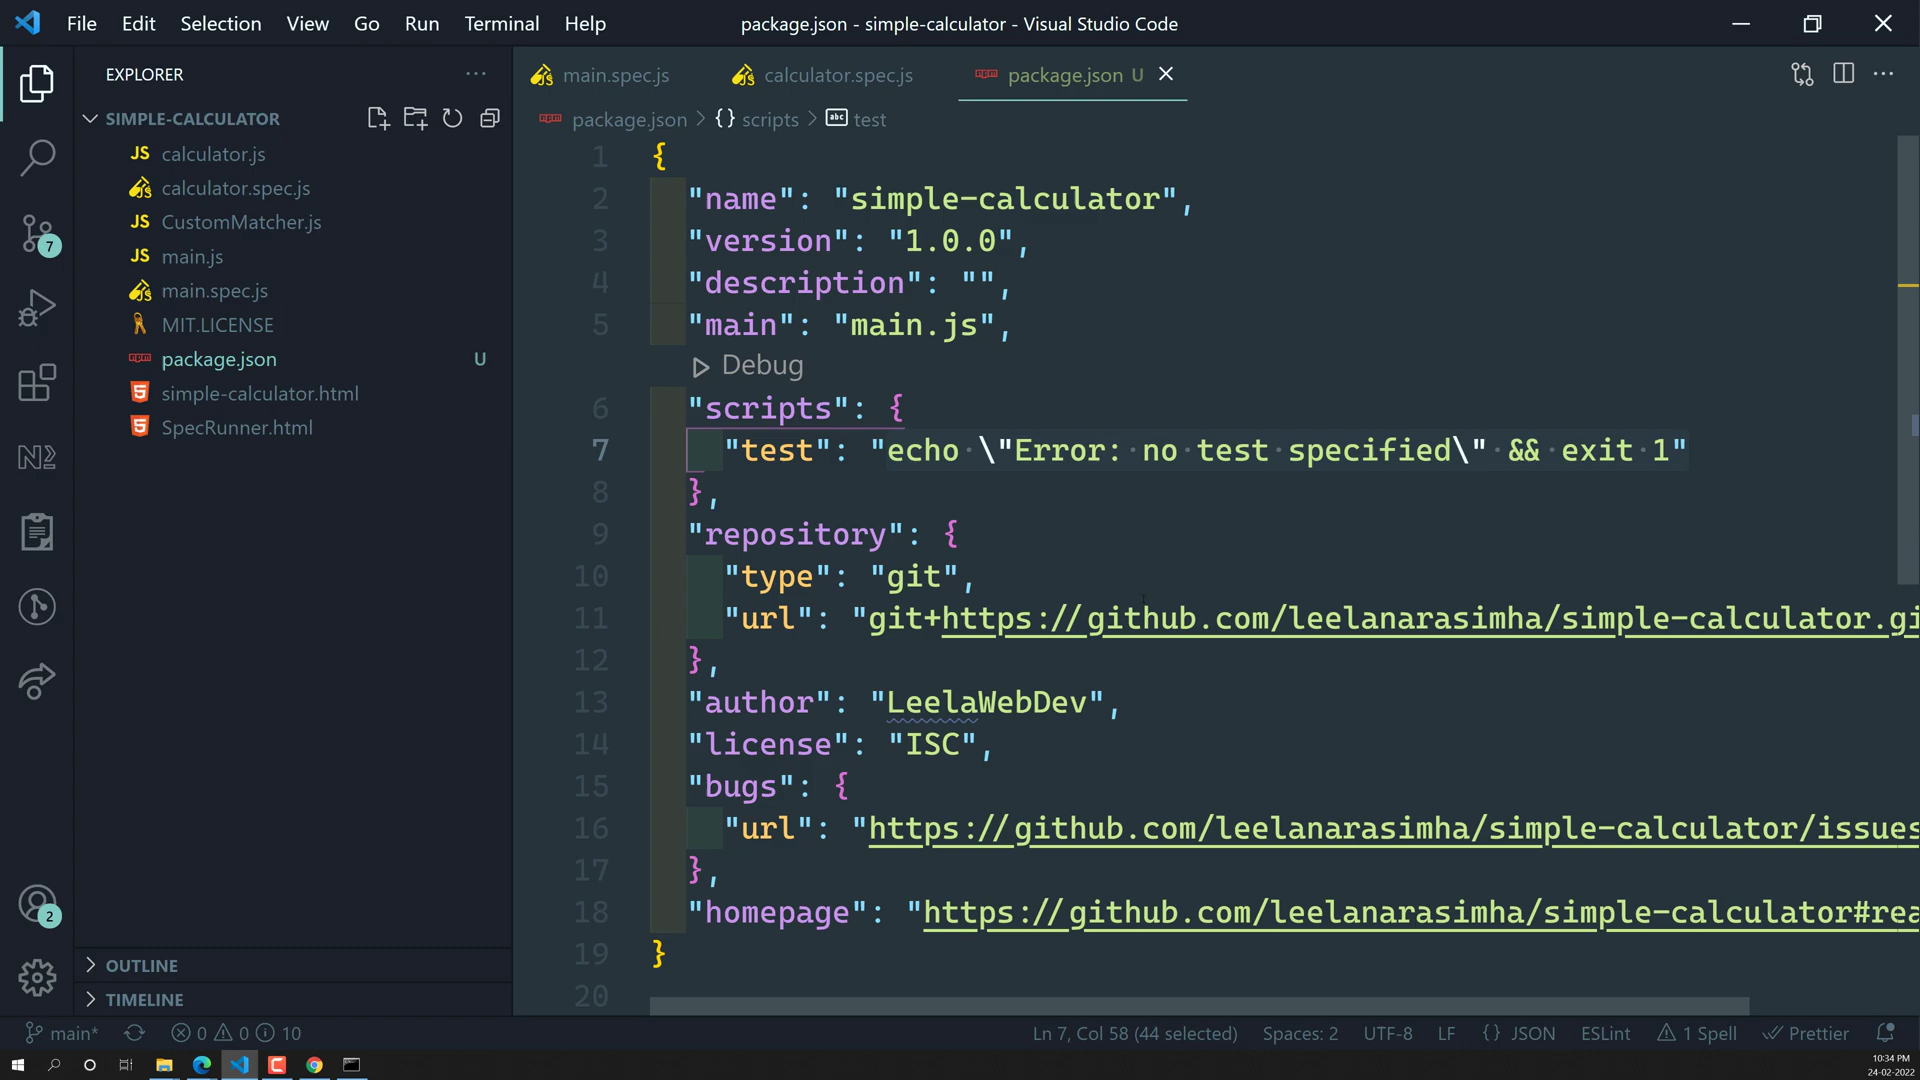 File Edit Selection View Go Run Terminal Help
package.json - simple-calculator - Visual Studio Code
EXPLORER
SIMPLE-CALCULATOR
JS calculator.js
calculator.spec.js
JS CustomMatcher.js
JS main.js
main.spec.js
MIT.LICENSE
package.json U
simple-calculator.html
SpecRunner.html
7
2
OUTLINE
TIMELINE
main.spec.js calculator.spec.js package.json U
package.json > {} scripts > abc test
1 {
2 "name": "simple-calculator",
3 "version": "1.0.0",
4 "description": "",
5 "main": "main.js",
Debug
6 "scripts": {
7 "test": "echo \"Error: no test specified\" && exit 1"
8 },
9 "repository": {
10 "type": "git",
11 "url": "git+https://github.com/leelanarasimha/simple-calculator.gi
12 },
13 "author": "LeelaWebDev",
14 "license": "ISC",
15 "bugs": {
16 "url": "https://github.com/leelanarasimha/simple-calculator/issues
17 },
18 "homepage": "https://github.com/leelanarasimha/simple-calculator#rea
19 }
20
main* 0 0 10 Ln 7, Col 58 (44 selected) Spaces: 2 UTF-8 LF {} JSON ESLint 1 Spell Prettier
10:34 PM
24-02-2022